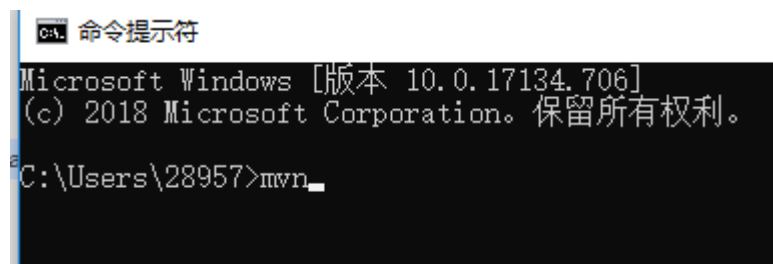 命令提示符
Microsoft Windows [版本 10.0.17134.706]
(c) 2018 Microsoft Corporation。保留所有权利。
C:\Users\28957>mvn